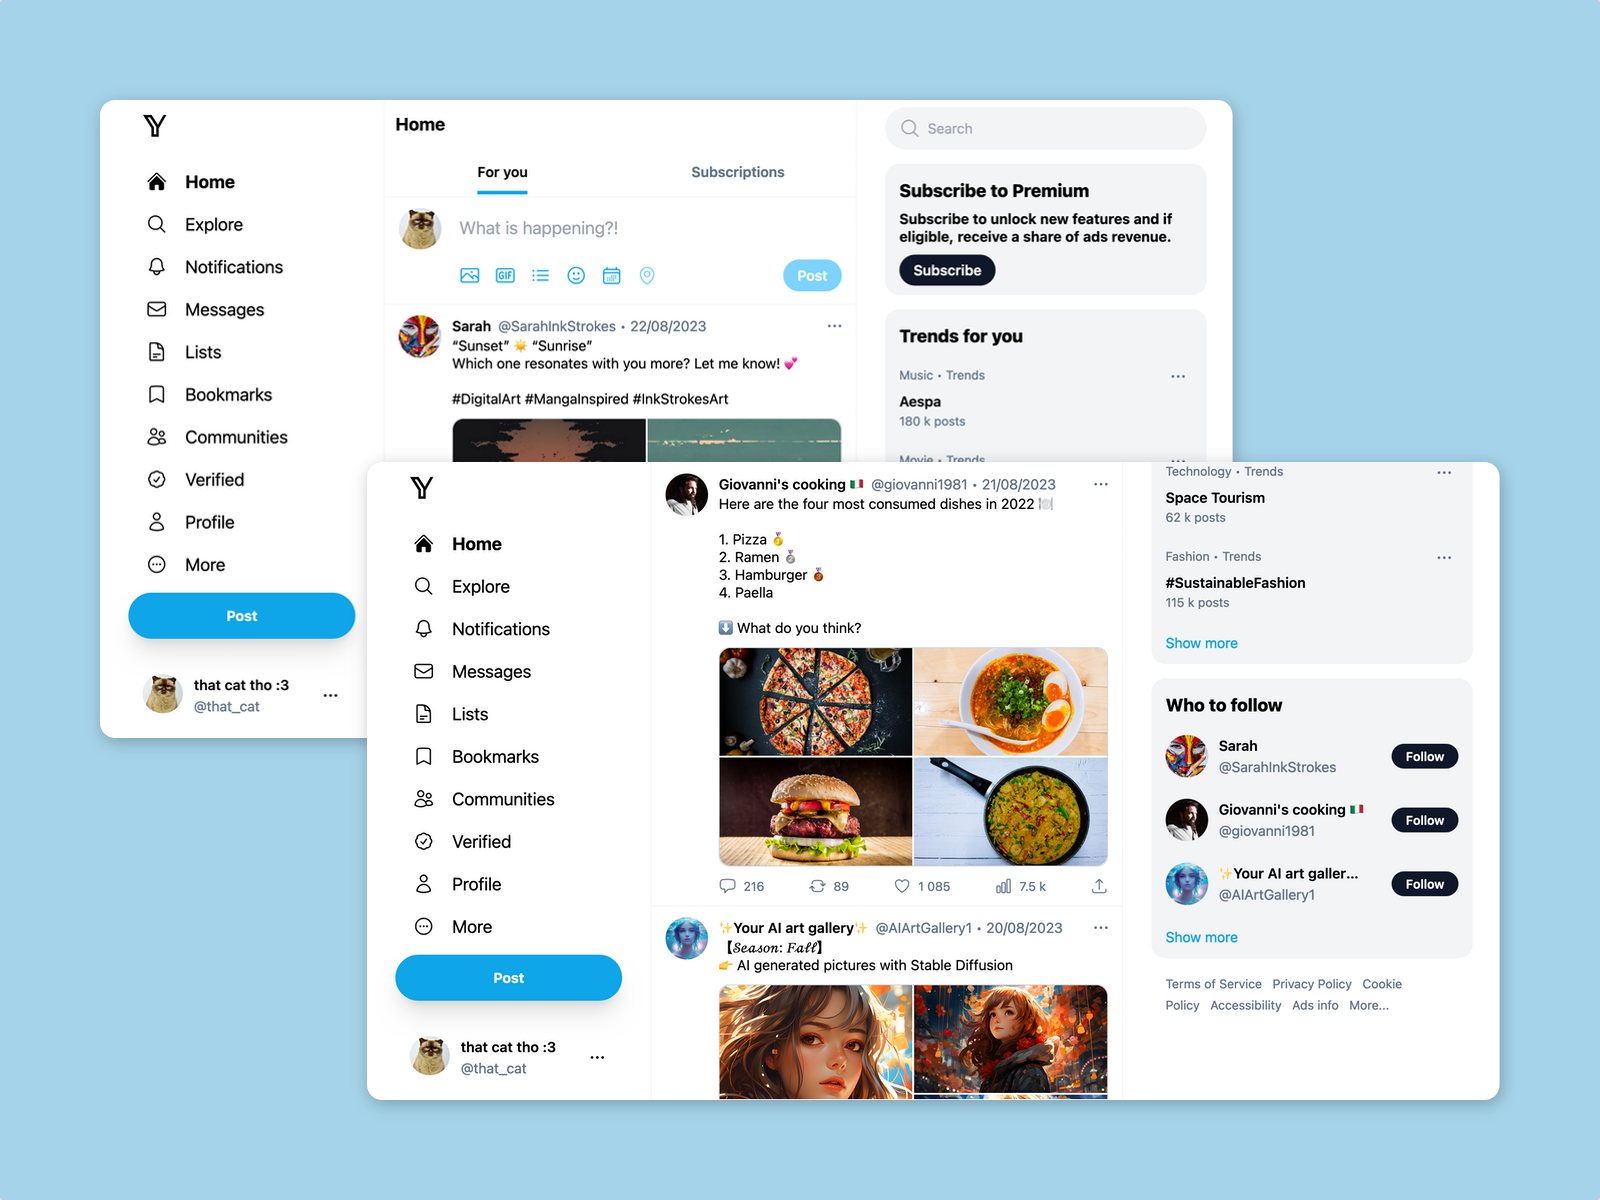 Y
Home
Explore
Notifications
Messages
Lists
Bookmarks
Communities
Verified
Profile
More
Post
that cat tho :3
@that_cat
Home
For you
Subscriptions
What is happening?!
GIF
Post
Sarah @SarahInkStrokes • 22/08/2023
“Sunset” ☀️ “Sunrise”
Which one resonates with you more? Let me know! 💕
#DigitalArt #MangaInspired #InkStrokesArt
Search
Subscribe to Premium
Subscribe to unlock new features and if
eligible, receive a share of ads revenue.
Subscribe
Trends for you
Music • Trends
Aespa
180 k posts
Movie • Trends
Y
Home
Explore
Notifications
Messages
Lists
Bookmarks
Communities
Verified
Profile
More
Post
that cat tho :3
@that_cat
Giovanni's cooking 🇮🇹 @giovanni1981 • 21/08/2023
Here are the four most consumed dishes in 2022 🍽️
1. Pizza 🥇
2. Ramen 🥈
3. Hamburger 🥉
4. Paella
⬇️ What do you think?
216
89
1 085
7.5 k
✨Your AI art gallery✨ @AIArtGallery1 • 20/08/2023
【𝓢𝓮𝓪𝓼𝓸𝓷: 𝓕𝓪𝓵𝓵】
👉 AI generated pictures with Stable Diffusion
Technology • Trends
Space Tourism
62 k posts
Fashion • Trends
#SustainableFashion
115 k posts
Show more
Who to follow
Sarah
@SarahInkStrokes
Follow
Giovanni's cooking 🇮🇹
@giovanni1981
Follow
✨Your AI art galler...
@AIArtGallery1
Follow
Show more
Terms of Service Privacy Policy Cookie
Policy Accessibility Ads info More...